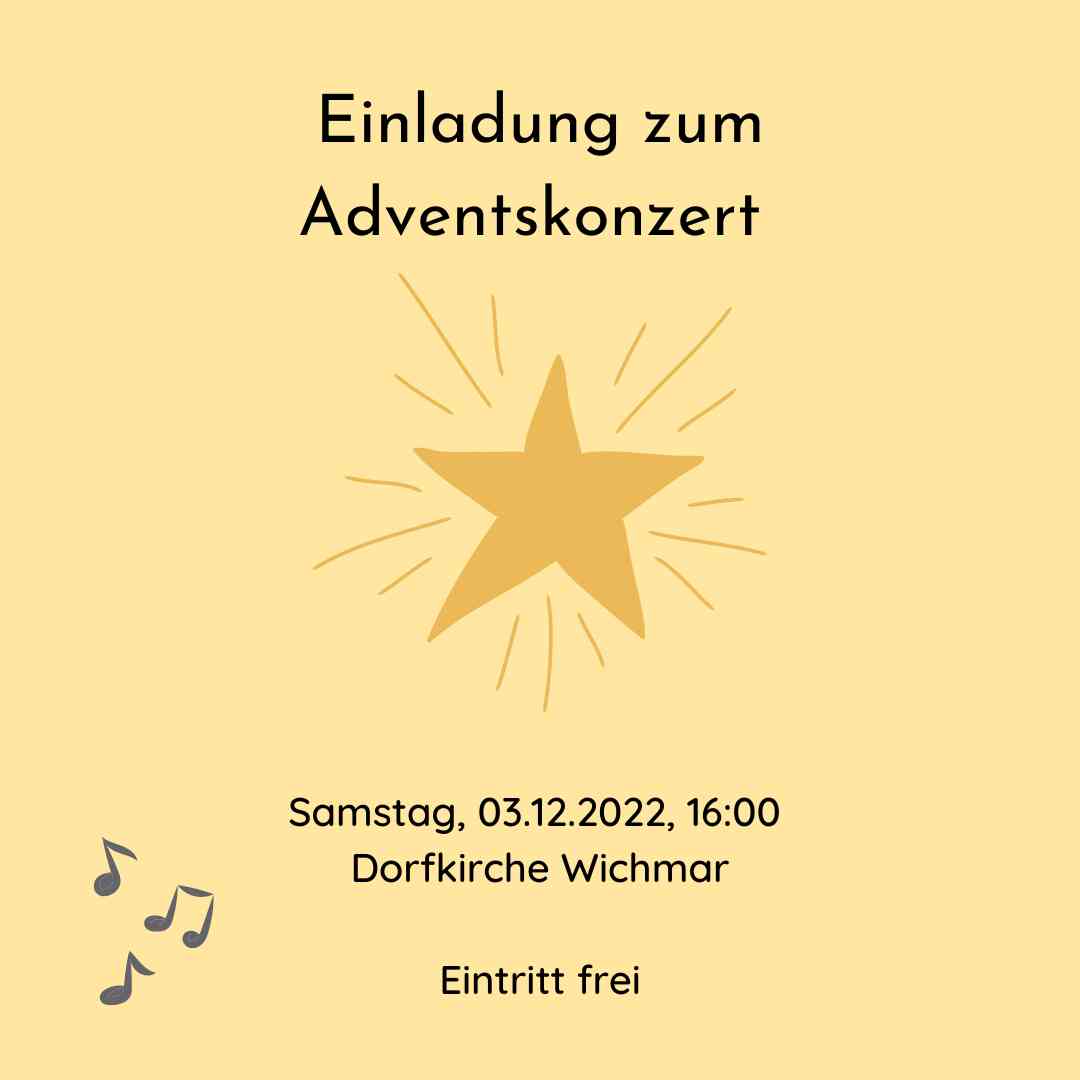 Einladung zum
Adventskonzert
Samstag, 03.12.2022, 16:00
Dorfkirche Wichmar
Eintritt frei